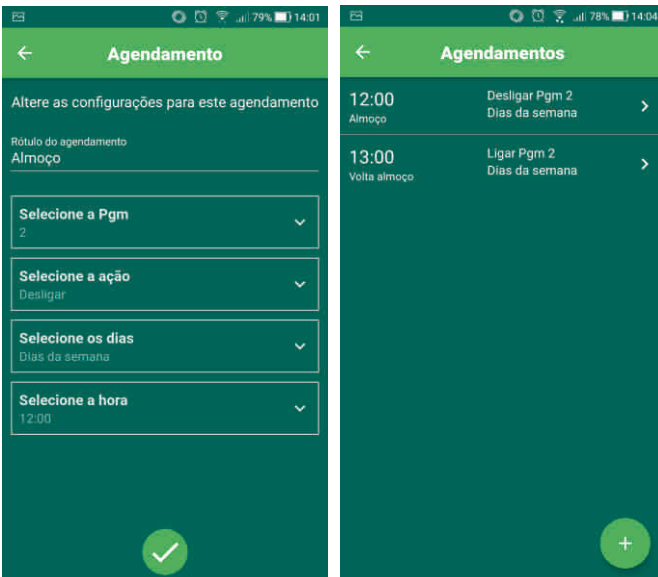 79% 14:01
Agendamento
Altere as configurações para este agendamento
Rótulo do agendamento
Almoço
Selecione a Pgm
2
Selecione a ação
Desligar
Selecione os dias
Dias da semana
Selecione a hora
12:00
78% 14:04
Agendamentos
12:00 Desligar Pgm 2
Almoço Dias da semana
13:00 Ligar Pgm 2
Volta almoço Dias da semana